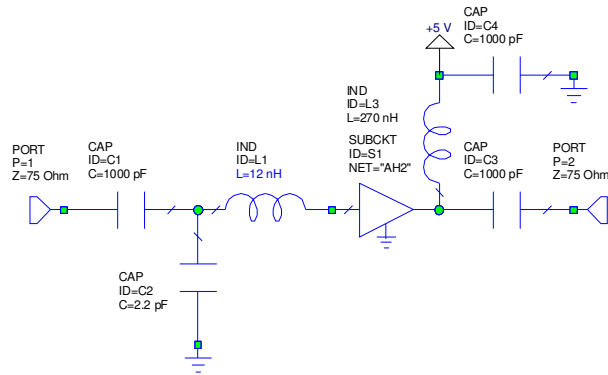 +5 V
CAP
ID=C4
C=1000 pF
IND
ID=L3
L=270 nH
PORT
P=1
Z=75 Ohm
CAP
ID=C1
C=1000 pF
IND
ID=L1
L=12 nH
SUBCKT
ID=S1
NET="AH2"
CAP
ID=C3
C=1000 pF
PORT
P=2
Z=75 Ohm
CAP
ID=C2
C=2.2 pF